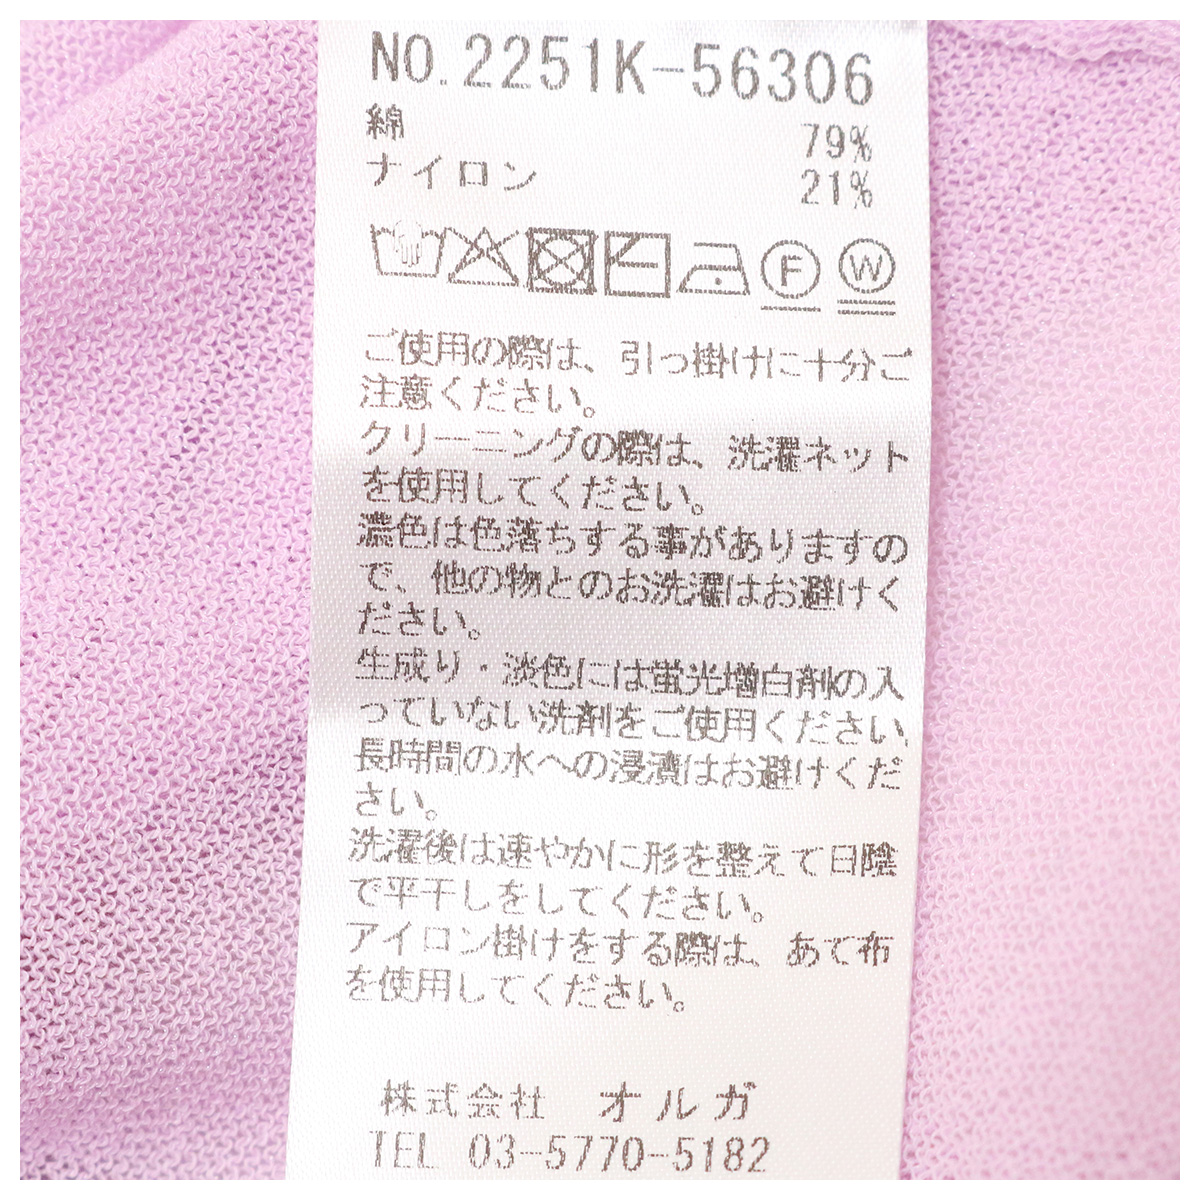 NO.2251K-56306
綿 79%
ナイロン 21%
F W
ご使用の際は、引っ掛けに十分ご
注意ください。
クリーニングの際は、洗濯ネット
を使用してください。
濃色は色落ちする事がありますの
で、他の物とのお洗濯はお避けく
ださい。
生成り・淡色には蛍光増白剤の入
っていない洗剤をご使用ください。
長時間の水への浸漬はお避けくだ
さい。
洗濯後は速やかに形を整えて日陰
で平干しをしてください。
アイロン掛けをする際は、あて布
を使用してください。
株式会社 オルガ
TEL 03-5770-5182